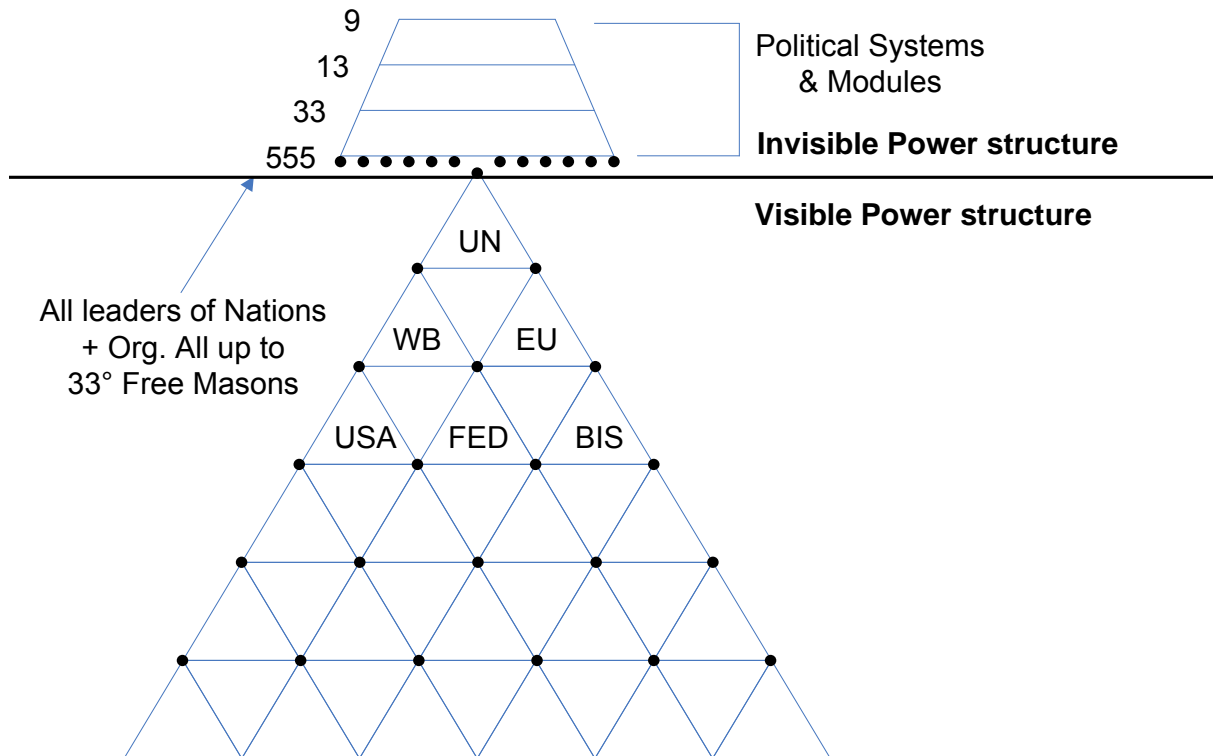 9
13
33
555
Political Systems
& Modules
Invisible Power structure
Visible Power structure
All leaders of Nations
+ Org. All up to
33° Free Masons
UN
WB EU
USA FED BIS